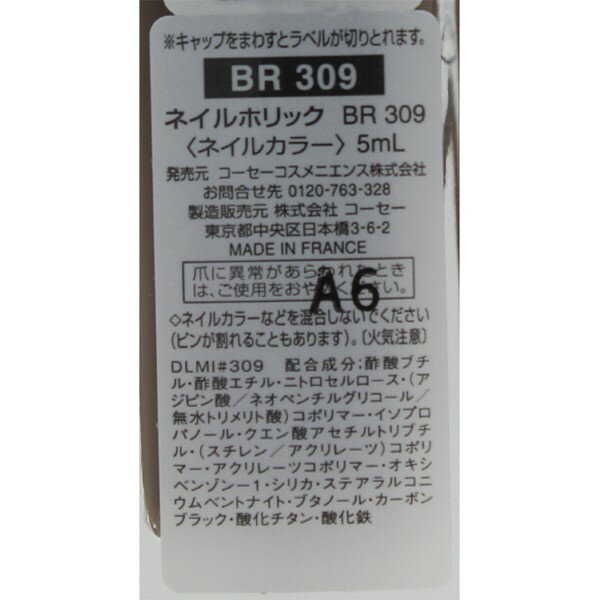 ※キャップをまわすとラベルが切りとれます。
BR 309
ネイルホリック BR 309
〈ネイルカラー〉5mL
発売元 コーセーコスメニエンス株式会社
お問合せ先 0120-763-328
製造販売元 株式会社 コーセー
東京都中央区日本橋3-6-2
MADE IN FRANCE
爪に異常があらわれたとき
は、ご使用をおやめください。
A6
◇ネイルカラーなどを混合しないでください
(ビンが割れることもあります)。〔火気注意〕
DLMI#309 配合成分;酢酸ブチ
ル・酢酸エチル・ニトロセルロース・(ア
ジピン酸/ネオペンチルグリコール/
無水トリメリト酸)コポリマー・イソプロ
パノール・クエン酸アセチルトリブチ
ル・(スチレン/アクリレーツ)コポリ
マー・アクリレーツコポリマー・オキシ
ベンゾン-1・シリカ・ステアラルコニ
ウムベントナイト・ブタノール・カーボン
ブラック・酸化チタン・酸化鉄